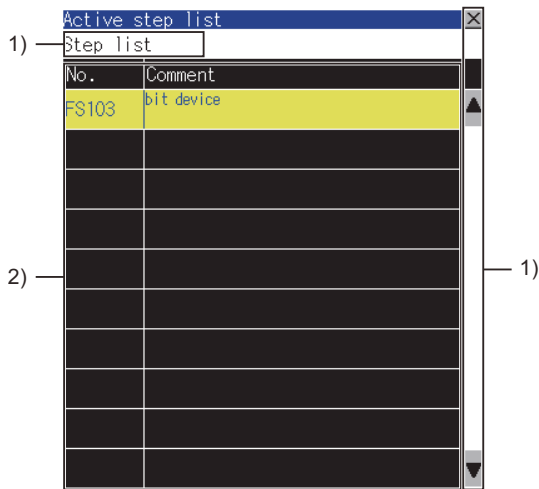 Active step list
1)
Step list
No. Comment
FS103 bit device
2)
1)